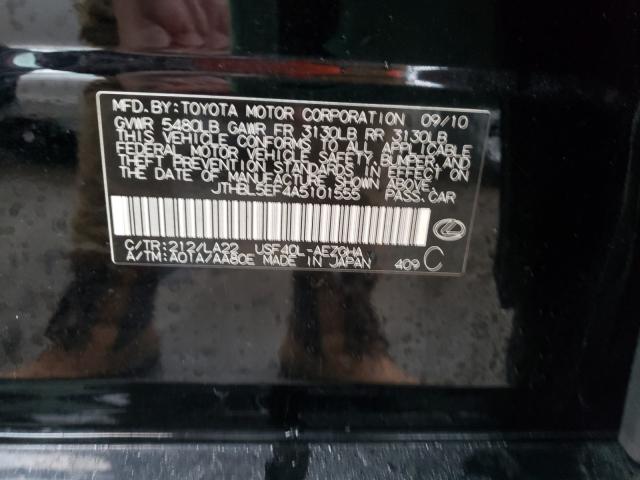 MFD.BY:TOYOTA MOTOR CORPORATION 09/10
GVWR 5480LB GAWR FR 3130LB RR 3130LB
THIS VEHICLE CONFORMS TO ALL APPLICABLE
FEDERAL MOTOR VEHICLE SAFETY,BUMPER,AND
THEFT PREVENTION STANDARDS IN EFFECT ON
THE DATE OF MANUFACTURE SHOWN ABOVE.
JTHBL5EF4A5101555 PASS.CAR
C/TR:212/LA22 USF40L-AEZGHA
A/TM:A01A/AA80E MADE IN JAPAN 409 C